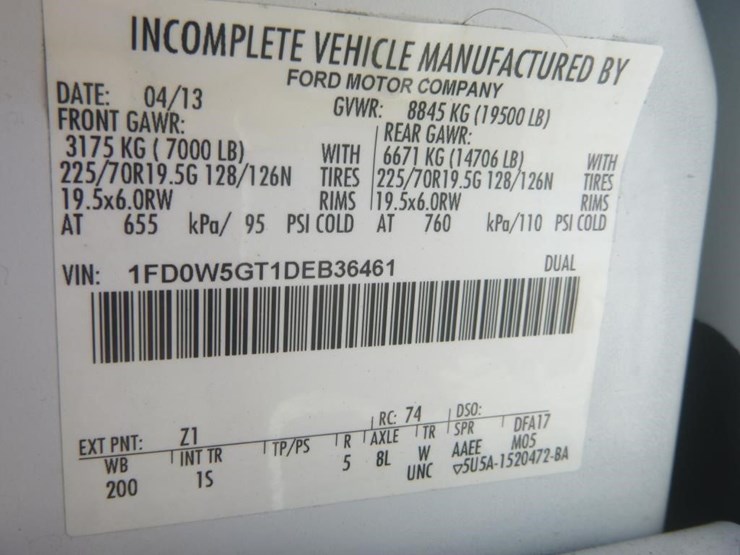 INCOMPLETE VEHICLE MANUFACTURED BY
FORD MOTOR COMPANY
DATE: 04/13 GVWR: 8845 KG (19500 LB)
FRONT GAWR: REAR GAWR:
3175 KG ( 7000 LB) WITH 6671 KG (14706 LB) WITH
225/70R19.5G 128/126N TIRES 225/70R19.5G 128/126N TIRES
19.5x6.0RW RIMS 19.5x6.0RW RIMS
AT 655 kPa/ 95 PSI COLD AT 760 kPa/110 PSI COLD
VIN: 1FD0W5GT1DEB36461 DUAL
EXT PNT: Z1 RC: 74 DSO:
WB INT TR TP/PS R AXLE TR SPR DFA17
200 1S 5 8L W AAEE M05
UNC ▽5U5A-1520472-BA